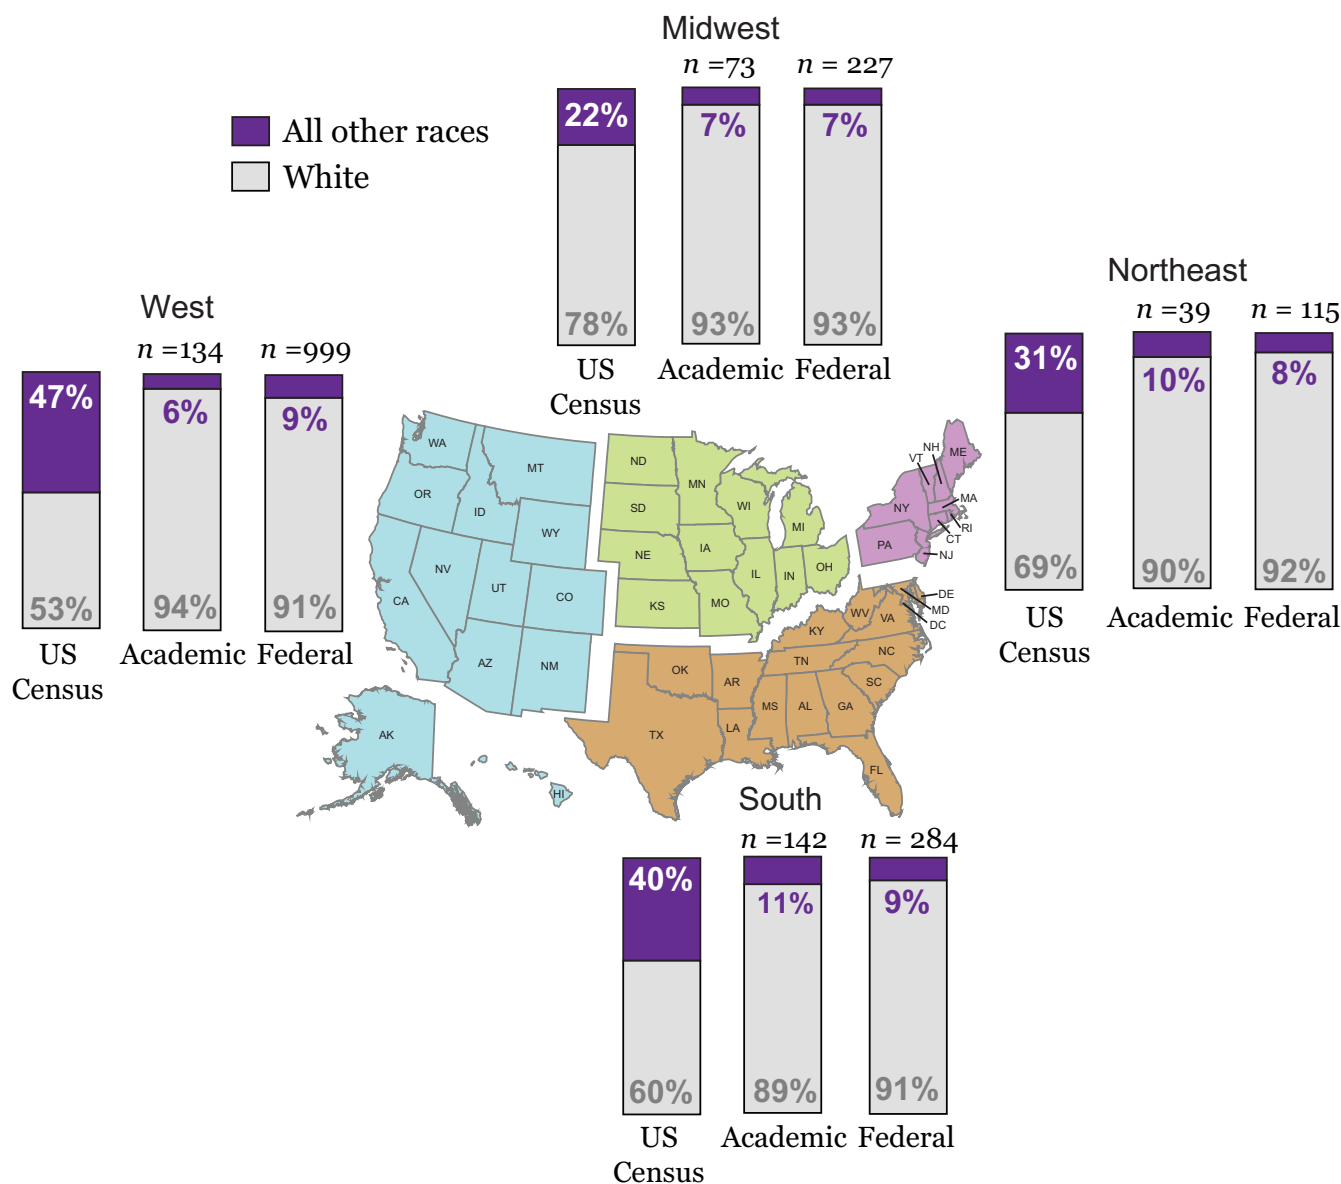 Midwest
n =73
n = 227
22%
7%
7%
78%
93%
93%
US Census
Academic
Federal
All other races
White
West
n =134
n =999
47%
6%
9%
53%
94%
91%
US Census
Academic
Federal
Northeast
n =39
n = 115
31%
10%
8%
69%
90%
92%
US Census
Academic
Federal
WA
MT
OR
ID
WY
NV
UT
CO
CA
AZ
NM
AK
HI
ND
MN
SD
WI
MI
NE
IA
IL
IN
OH
KS
MO
NH
ME
VT
NY
MA
RI
CT
PA
NJ
DE
MD
DC
WV
VA
KY
NC
TN
SC
OK
AR
MS
AL
GA
LA
TX
FL
South
n =142
n = 284
40%
11%
9%
60%
89%
91%
US Census
Academic
Federal